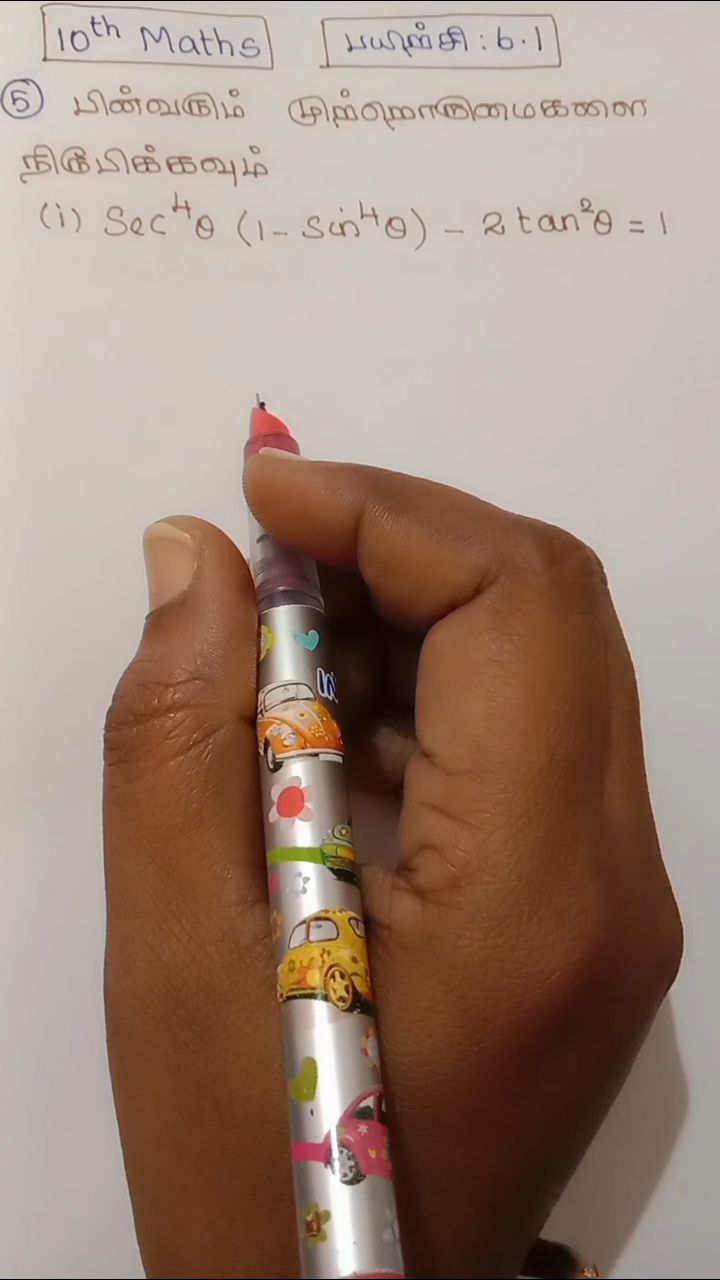 10th Maths பயிற்சி : 6.1
⑤ பின்வரும் முற்றொருமைகளை
நிரூபிக்கவும்
(i) Sec⁴θ (1 - Sin⁴θ) - 2 tan²θ = 1